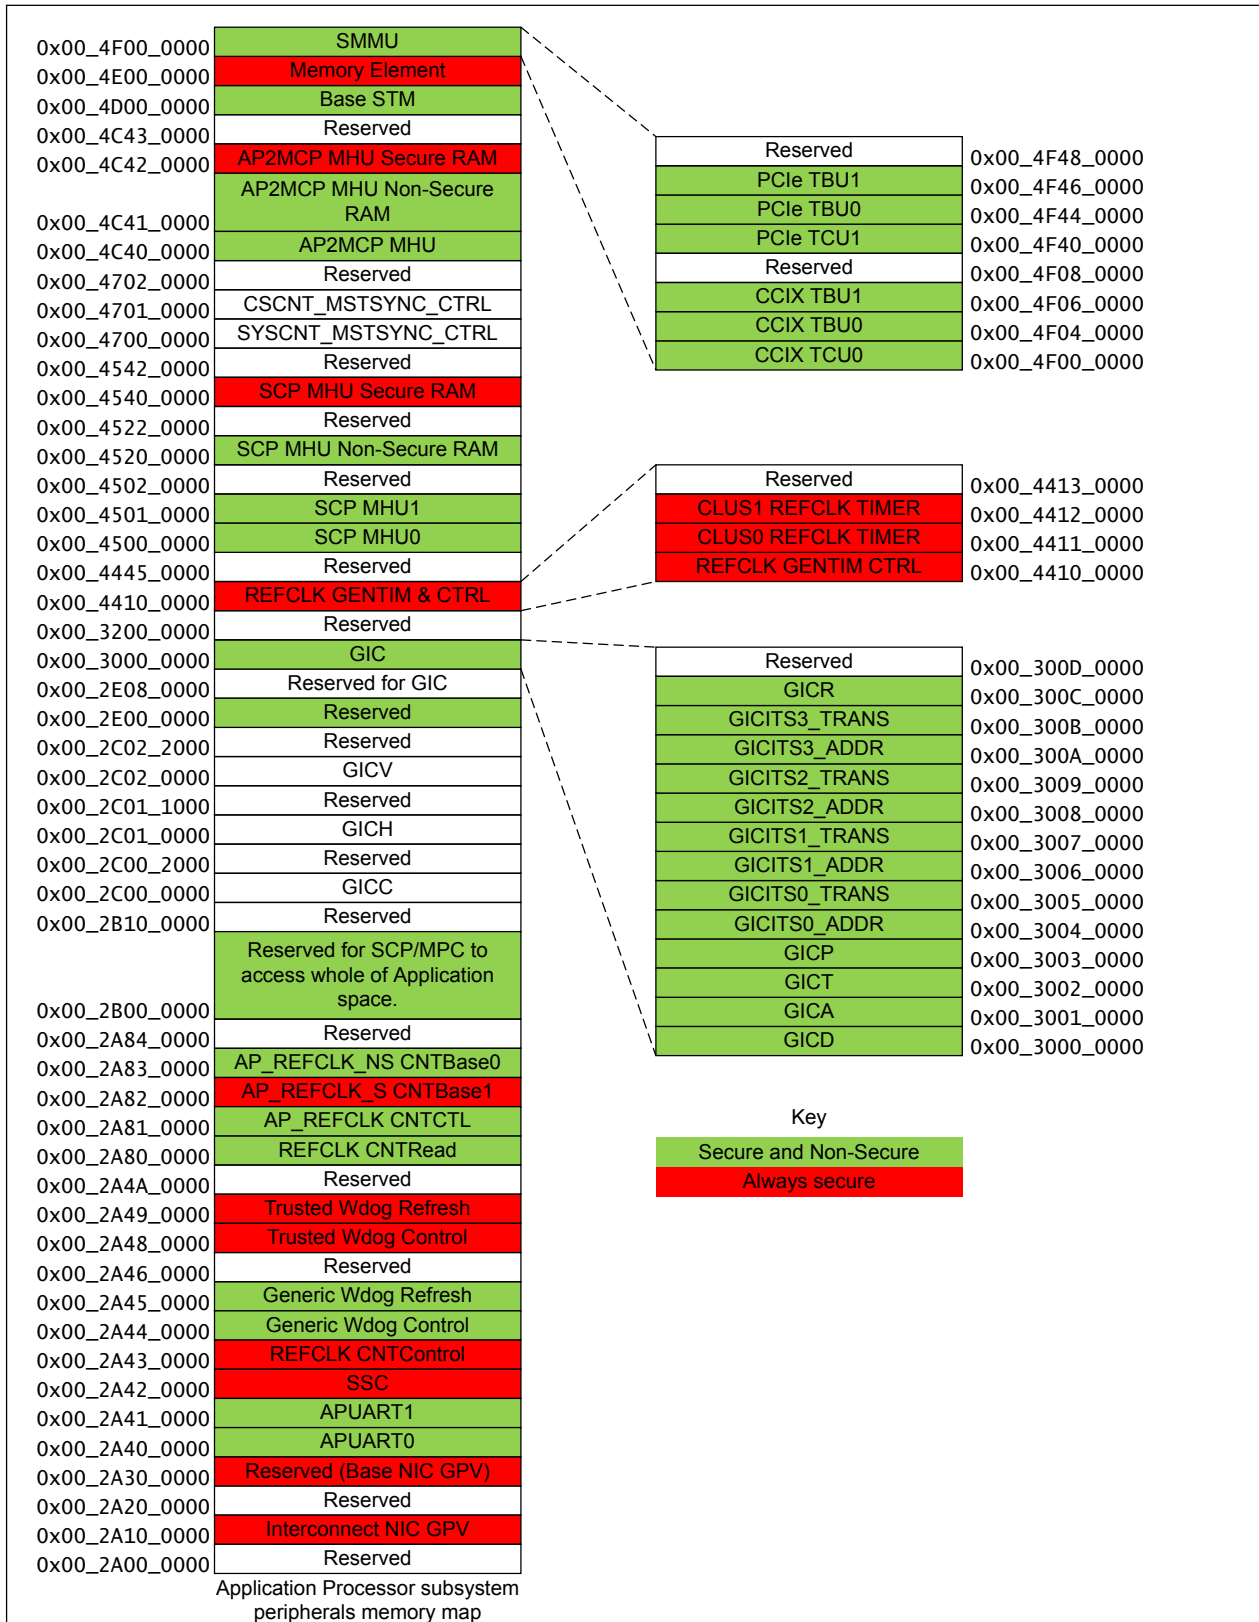 0x00_4F00_0000 SMMU
0x00_4E00_0000 Memory Element
0x00_4D00_0000 Base STM
0x00_4C43_0000 Reserved
0x00_4C42_0000 AP2MCP MHU Secure RAM
AP2MCP MHU Non-Secure
0x00_4C41_0000 RAM
0x00_4C40_0000 AP2MCP MHU
0x00_4702_0000 Reserved
0x00_4701_0000 CSCNT_MSTSYNC_CTRL
0x00_4700_0000 SYSCNT_MSTSYNC_CTRL
0x00_4542_0000 Reserved
0x00_4540_0000 SCP MHU Secure RAM
0x00_4522_0000 Reserved
0x00_4520_0000 SCP MHU Non-Secure RAM
0x00_4502_0000 Reserved
0x00_4501_0000 SCP MHU1
0x00_4500_0000 SCP MHU0
0x00_4445_0000 Reserved
0x00_4410_0000 REFCLK GENTIM & CTRL
0x00_3200_0000 Reserved
0x00_3000_0000 GIC
0x00_2E08_0000 Reserved for GIC
0x00_2E00_0000 Reserved
0x00_2C02_2000 Reserved
0x00_2C02_0000 GICV
0x00_2C01_1000 Reserved
0x00_2C01_0000 GICH
0x00_2C00_2000 Reserved
0x00_2C00_0000 GICC
0x00_2B10_0000 Reserved
Reserved for SCP/MPC to
access whole of Application
0x00_2B00_0000 space.
0x00_2A84_0000 Reserved
0x00_2A83_0000 AP_REFCLK_NS CNTBase0
0x00_2A82_0000 AP_REFCLK_S CNTBase1
0x00_2A81_0000 AP_REFCLK CNTCTL
0x00_2A80_0000 REFCLK CNTRead
0x00_2A4A_0000 Reserved
0x00_2A49_0000 Trusted Wdog Refresh
0x00_2A48_0000 Trusted Wdog Control
0x00_2A46_0000 Reserved
0x00_2A45_0000 Generic Wdog Refresh
0x00_2A44_0000 Generic Wdog Control
0x00_2A43_0000 REFCLK CNTControl
0x00_2A42_0000 SSC
0x00_2A41_0000 APUART1
0x00_2A40_0000 APUART0
0x00_2A30_0000 Reserved (Base NIC GPV)
0x00_2A20_0000 Reserved
0x00_2A10_0000 Interconnect NIC GPV
0x00_2A00_0000 Reserved
Application Processor subsystem
peripherals memory map
Reserved 0x00_4F48_0000
PCIe TBU1 0x00_4F46_0000
PCIe TBU0 0x00_4F44_0000
PCIe TCU1 0x00_4F40_0000
Reserved 0x00_4F08_0000
CCIX TBU1 0x00_4F06_0000
CCIX TBU0 0x00_4F04_0000
CCIX TCU0 0x00_4F00_0000
Reserved 0x00_4413_0000
CLUS1 REFCLK TIMER 0x00_4412_0000
CLUS0 REFCLK TIMER 0x00_4411_0000
REFCLK GENTIM CTRL 0x00_4410_0000
Reserved 0x00_300D_0000
GICR 0x00_300C_0000
GICITS3_TRANS 0x00_300B_0000
GICITS3_ADDR 0x00_300A_0000
GICITS2_TRANS 0x00_3009_0000
GICITS2_ADDR 0x00_3008_0000
GICITS1_TRANS 0x00_3007_0000
GICITS1_ADDR 0x00_3006_0000
GICITS0_TRANS 0x00_3005_0000
GICITS0_ADDR 0x00_3004_0000
GICP 0x00_3003_0000
GICT 0x00_3002_0000
GICA 0x00_3001_0000
GICD 0x00_3000_0000
Key
Secure and Non-Secure
Always secure